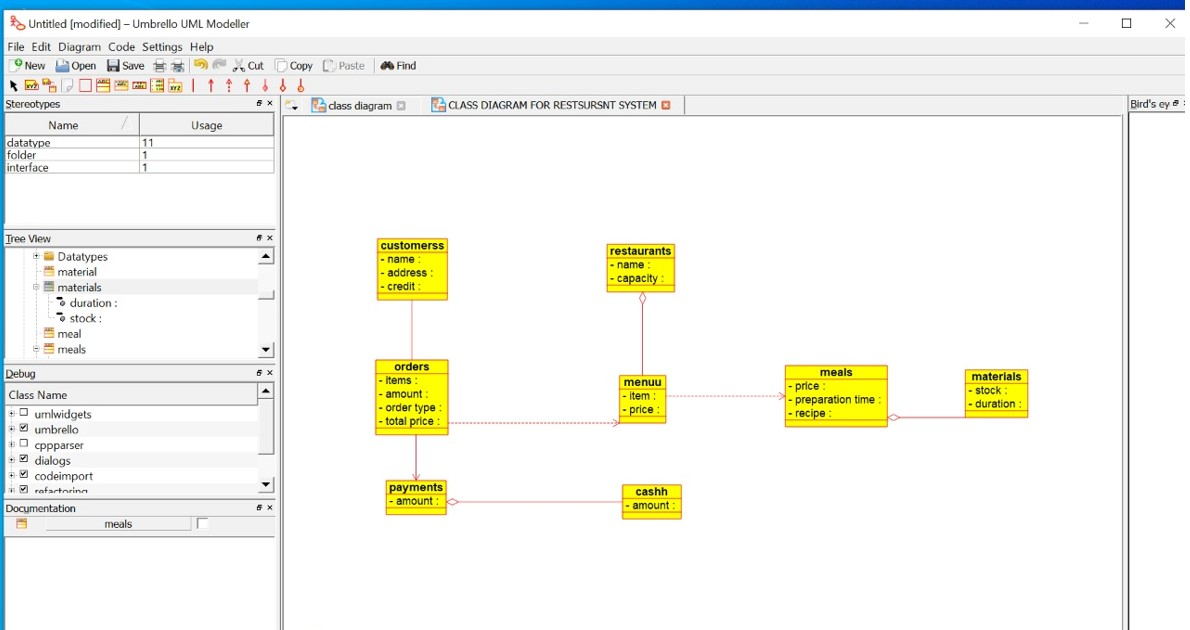 Untitled [modified] – Umbrello UML Modeller
File Edit Diagram Code Settings Help
New Open Save Cut Copy Paste Find
Stereotypes
class diagram
CLASS DIAGRAM FOR RESTSURSNT SYSTEM
Bird's ey
Name Usage
datatype 11
folder 1
interface 1
Tree View
Datatypes
material
materials
duration :
stock :
meal
meals
Debug
Class Name
umlwidgets
umbrello
cppparser
dialogs
codeimport
refactoring
Documentation
meals
customerss
- name :
- address :
- credit :
restaurants
- name :
- capacity :
orders
- items :
- amount :
- order type :
- total price :
menuu
- item :
- price :
meals
- price :
- preparation time :
- recipe :
materials
- stock :
- duration :
payments
- amount :
cashh
- amount :